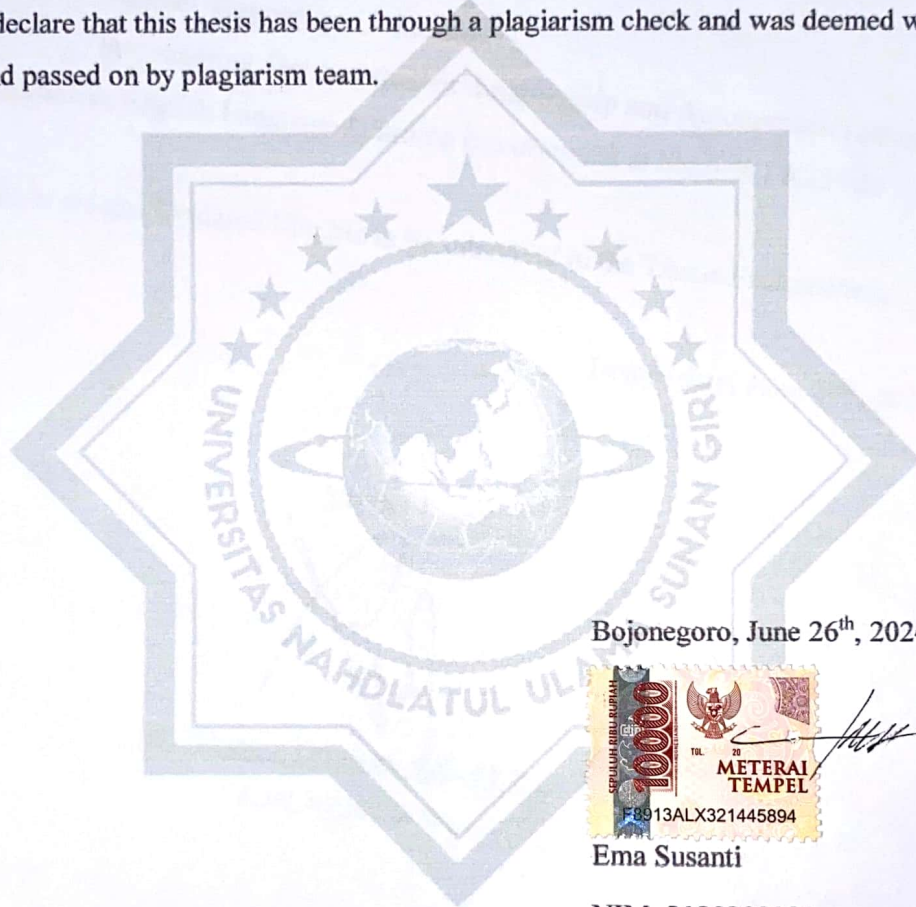 declare that this thesis has been through a plagiarism check and was deemed
d passed on by plagiarism team.
UNIVERSITAS NAHDLATUL ULAMA SUNAN GIRI
Bojonegoro, June 26th, 202
SEPULUH RIBU RUPIAH
10000
TGL. 20
METERAI
TEMPEL
F8913ALX321445894
Ema Susanti